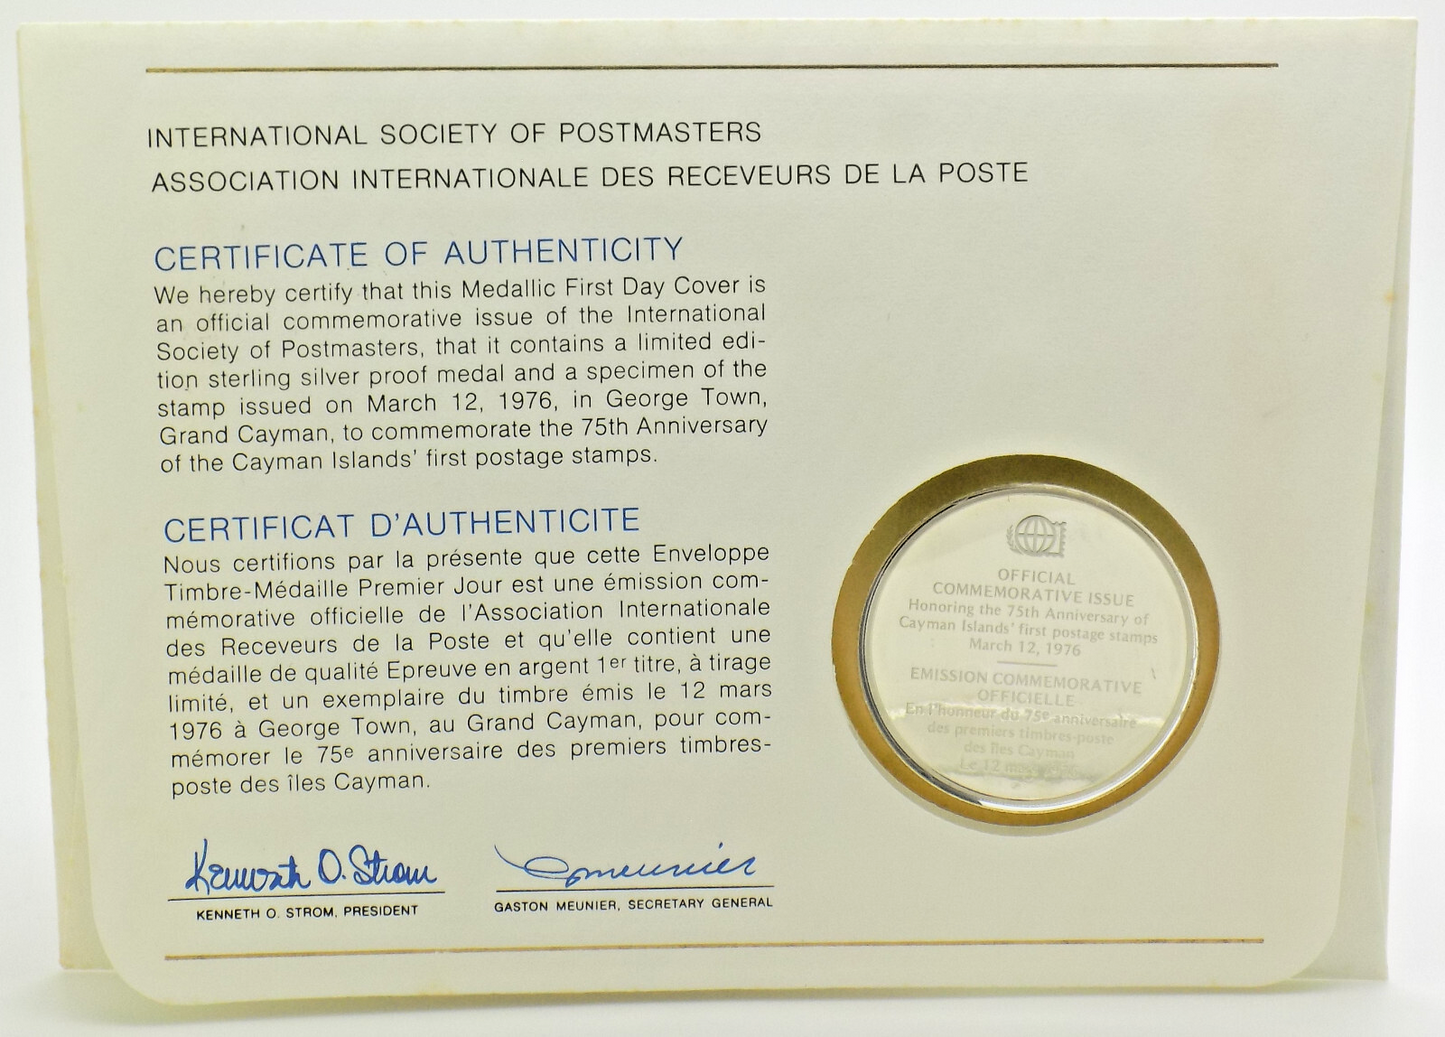 INTERNATIONAL SOCIETY OF POSTMASTERS
ASSOCIATION INTERNATIONALE DES RECEVEURS DE LA POSTE
CERTIFICATE OF AUTHENTICITY
We hereby certify that this Medallic First Day Cover is
an official commemorative issue of the International
Society of Postmasters, that it contains a limited edi-
tion sterling silver proof medal and a specimen of the
stamp issued on March 12, 1976, in George Town,
Grand Cayman, to commemorate the 75th Anniversary
of the Cayman Islands' first postage stamps.
CERTIFICAT D'AUTHENTICITE
Nous certifions par la présente que cette Enveloppe
Timbre-Médaille Premier Jour est une émission com-
mémorative officielle de l'Association Internationale
des Receveurs de la Poste et qu'elle contient une
médaille de qualité Epreuve en argent 1er titre, à tirage
limité, et un exemplaire du timbre émis le 12 mars
1976 à George Town, au Grand Cayman, pour com-
mémorer le 75e anniversaire des premiers timbres-
poste des îles Cayman.
Kenneth O. Strom
KENNETH O. STROM, PRESIDENT
G Meunier
GASTON MEUNIER, SECRETARY GENERAL
OFFICIAL
COMMEMORATIVE ISSUE
Honoring the 75th Anniversary of
Cayman Islands' first postage stamps
March 12, 1976
EMISSION COMMEMORATIVE
OFFICIELLE
En l'honneur du 75e anniversaire
des premiers timbres-poste
des îles Cayman
Le 12